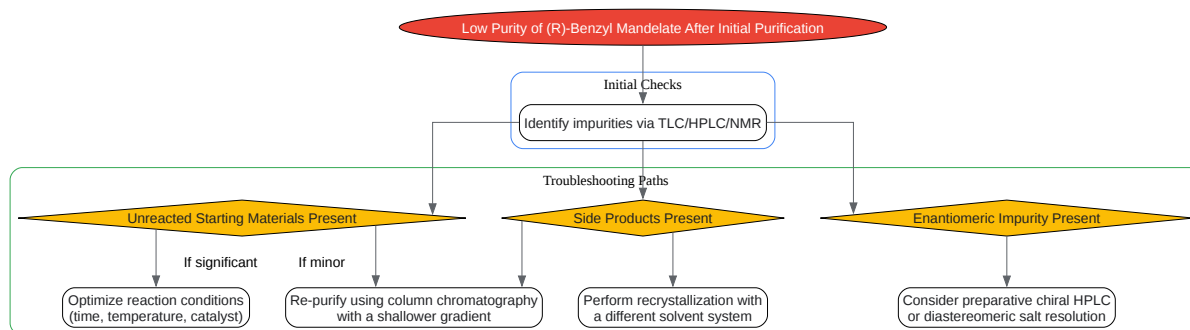 Low Purity of (R)-Benzyl Mandelate After Initial Purification
Initial Checks
Identify impurities via TLC/HPLC/NMR
Troubleshooting Paths
Unreacted Starting Materials Present
Side Products Present
Enantiomeric Impurity Present
If significant
If minor
Optimize reaction conditions
(time, temperature, catalyst)
Re-purify using column chromatography
with a shallower gradient
Perform recrystallization with
a different solvent system
Consider preparative chiral HPLC
or diastereomeric salt resolution